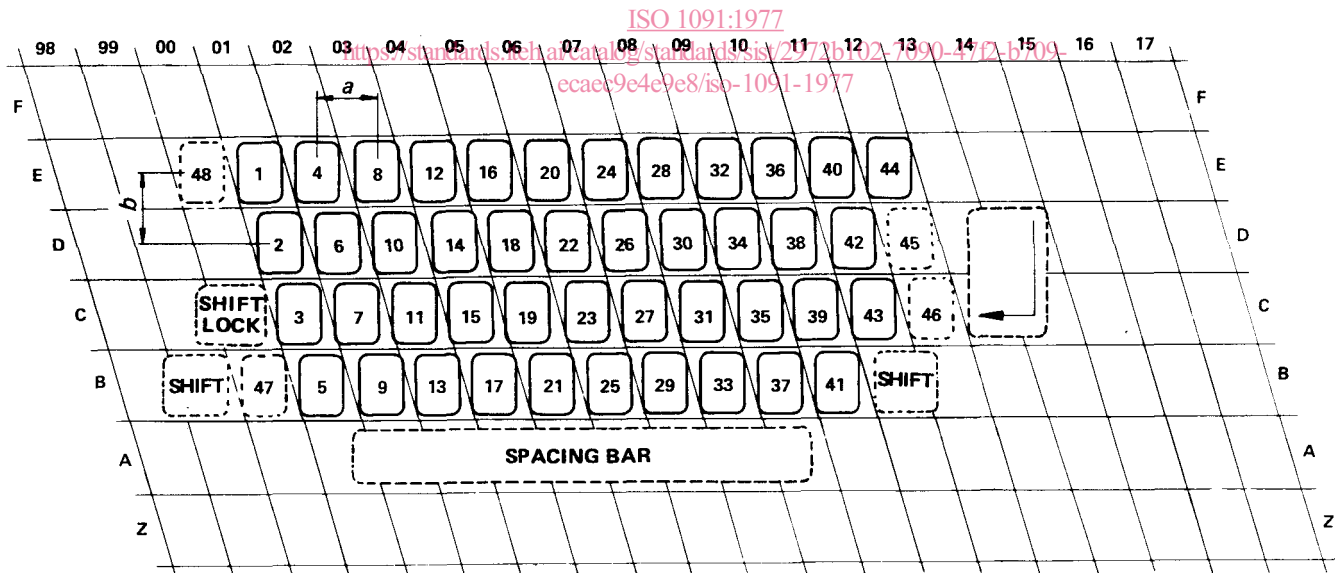 ISO 1091:1977
98 99 00 01 02 03 04 05 06 07 08 09 10 11 12 13 14 15 16 17
https://standards.iteh.ai/catalog/standards/sist/2972b102-7090-47f2-b709-
ecaec9e4e9e8/iso-1091-1977
F a F
E 48 1 4 8 12 16 20 24 28 32 36 40 44 E
b
D 2 6 10 14 18 22 26 30 34 38 42 45 D
C SHIFT LOCK 3 7 11 15 19 23 27 31 35 39 43 46 C
B SHIFT 47 5 9 13 17 21 25 29 33 37 41 SHIFT B
A SPACING BAR A
Z Z